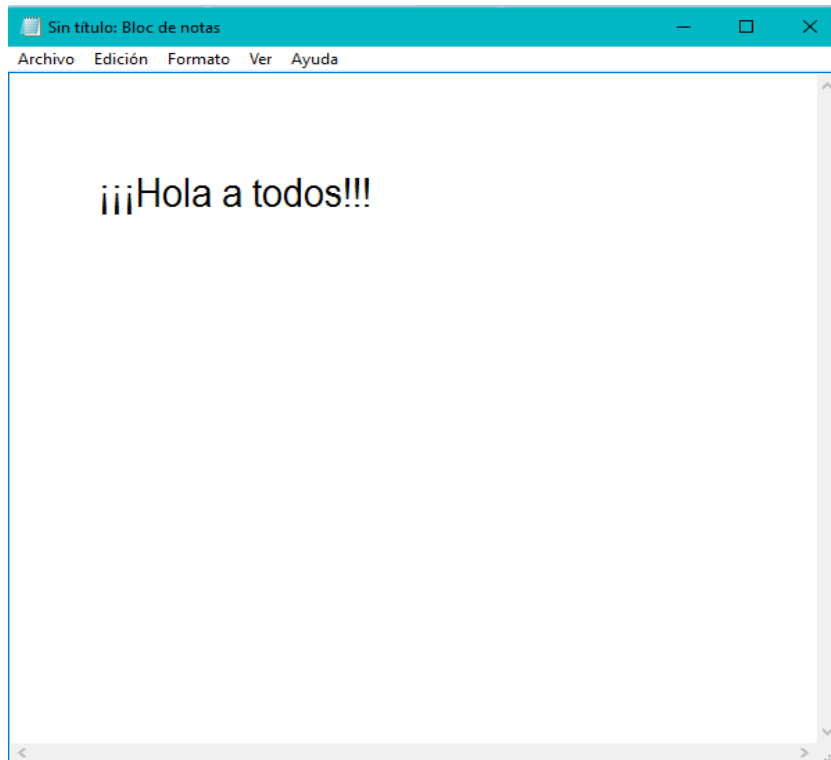 Sin título: Bloc de notas
Archivo Edición Formato Ver Ayuda
¡¡¡Hola a todos!!!